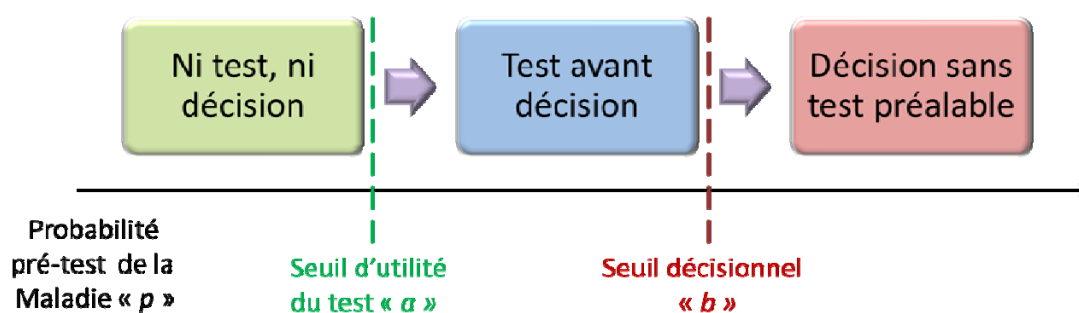 Ni test, ni
décision
Test avant
décision
Décision sans
test préalable
Probabilité
pré-test de la
Maladie « p »
Seuil d'utilité
du test « a »
Seuil décisionnel
« b »